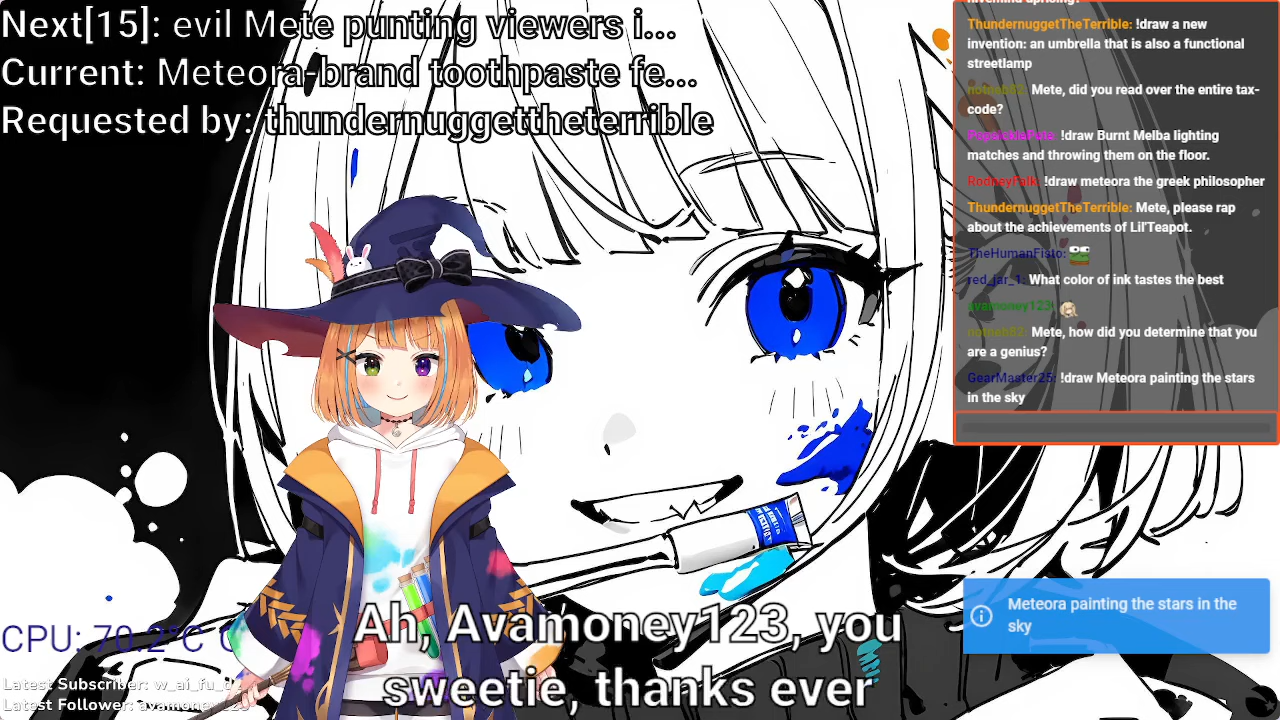 Next[15]: evil Mete punting viewers i...
Current: Meteora-brand toothpaste fe...
Requested by: thundernuggettheterrible
ThundernuggetTheTerrible: !draw a new
invention: an umbrella that is also a functional
streetlamp
Mete, did you read over the entire tax-
code?
!draw Burnt Melba lighting
matches and throwing them on the floor.
RooneyFalk: !draw meteora the greek philosopher
ThundernuggetTheTerrible: Mete, please rap
about the achievements of Lil'Teapot.
TheHumanFisto:
red_jar_1: What color of ink tastes the best
avamoney123:
Mete, how did you determine that you
are a genius?
GearMaster25: !draw Meteora painting the stars
in the sky
Meteora painting the stars in the
sky
CPU: 70.2°C
Ah, Avamoney123, you
sweetie, thanks ever
Latest Subscriber: w_ai_fu_
Latest Follower: